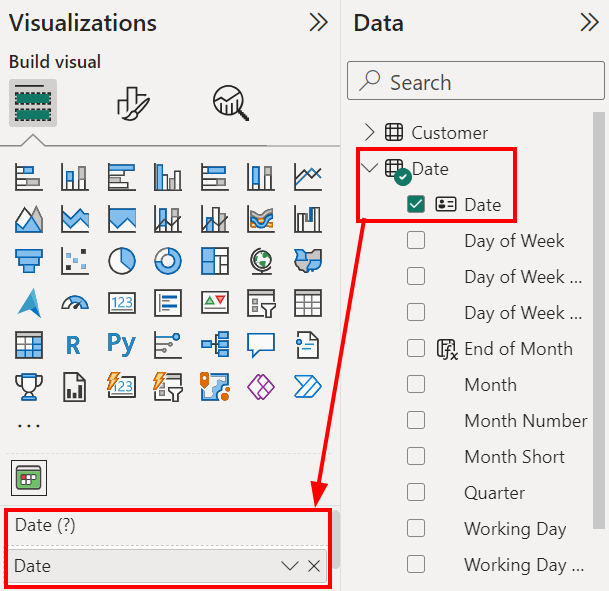 Visualizations
Build visual
123
R
Py
123
...
Date (?)
Date
Data
Search
Customer
Date
Date
Day of Week
Day of Week ...
Day of Week ...
End of Month
Month
Month Number
Month Short
Quarter
Working Day
Working Day ...